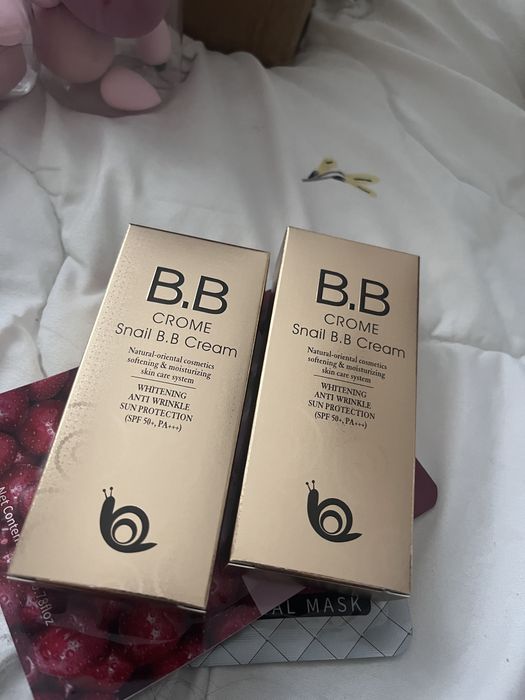 B.B
CROME
Snail B.B Cream
Natural-oriental cosmetics
softening & moisturizing
skin care system
WHITENING
ANTI WRINKLE
SUN PROTECTION
(SPF 50+, PA+++)
B.B
CROME
Snail B.B Cream
Natural-oriental cosmetics
softening & moisturizing
skin care system
WHITENING
ANTI WRINKLE
SUN PROTECTION
(SPF 50+, PA+++)
Net Conten
.78floz
AL MASK